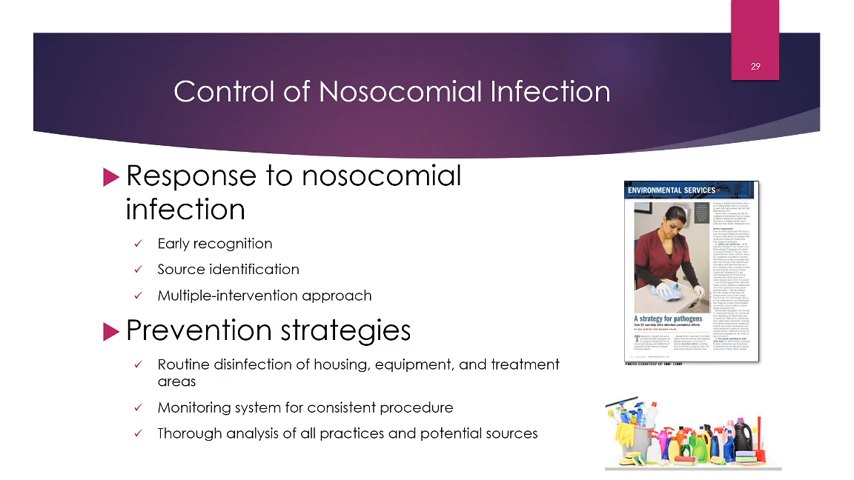 29
Control of Nosocomial Infection
Response to nosocomial
infection
Early recognition
Source identification
Multiple-intervention approach
Prevention strategies
Routine disinfection of housing, equipment, and treatment
areas
Monitoring system for consistent procedure
Thorough analysis of all practices and potential sources
ENVIRONMENTAL SERVICES
A strategy for pathogens